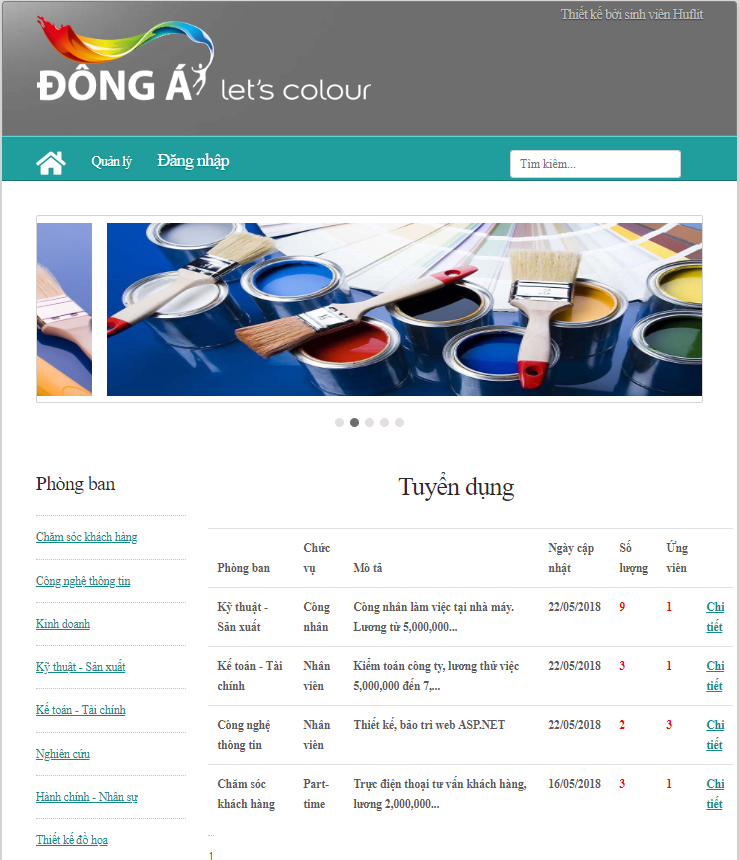 Thiết kế bởi sinh viên Huflit
ĐÔNG Á let's colour
Quản lý Đăng nhập Tìm kiếm...
Phòng ban
Chăm sóc khách hàng
Công nghệ thông tin
Kinh doanh
Kỹ thuật - Sản xuất
Kế toán - Tài chính
Nghiên cứu
Hành chính - Nhân sự
Thiết kế đồ họa
Tuyển dụng
Chức Ngày cập Số Ứng
Phòng ban vụ Mô tả nhật lượng viên
Kỹ thuật - Công Công nhân làm việc tại nhà máy. 22/05/2018 9 1 Chi
Sản xuất nhân Lương từ 5,000,000... tiết
Kế toán - Tài Nhân Kiểm toán công ty, lương thử việc 22/05/2018 3 1 Chi
chính viên 5,000,000 đến 7,... tiết
Công nghệ Nhân Thiết kế, bảo trì web ASP.NET 22/05/2018 2 3 Chi
thông tin viên tiết
Chăm sóc Part- Trực điện thoại tư vấn khách hàng, 16/05/2018 3 1 Chi
khách hàng time lương 2,000,000... tiết
1